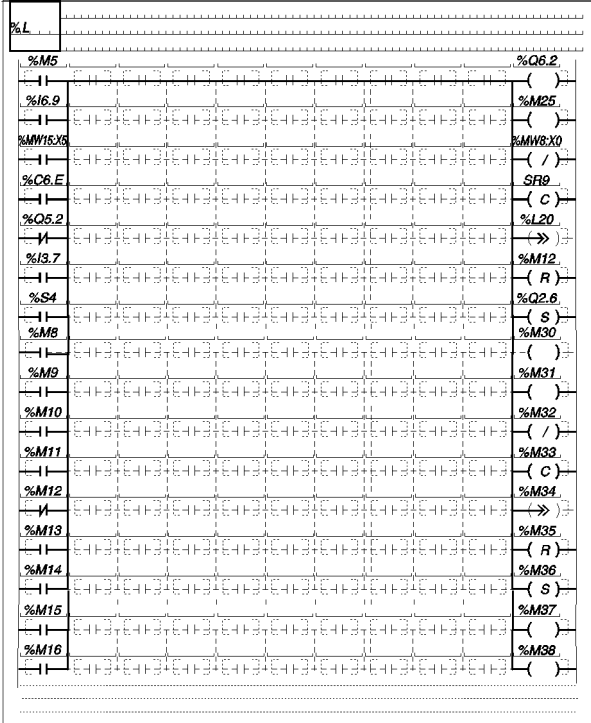 %L
%M5 %Q6.2
%I6.9 %M25
%MW15:X5 %MW8:X0
/
%C6.E SR9
C
%Q5.2 %L20
%I3.7 %M12
R
%S4 %Q2.6
S
%M8 %M30
%M9 %M31
%M10 %M32
/
%M11 %M33
C
%M12 %M34
%M13 %M35
R
%M14 %M36
S
%M15 %M37
%M16 %M38